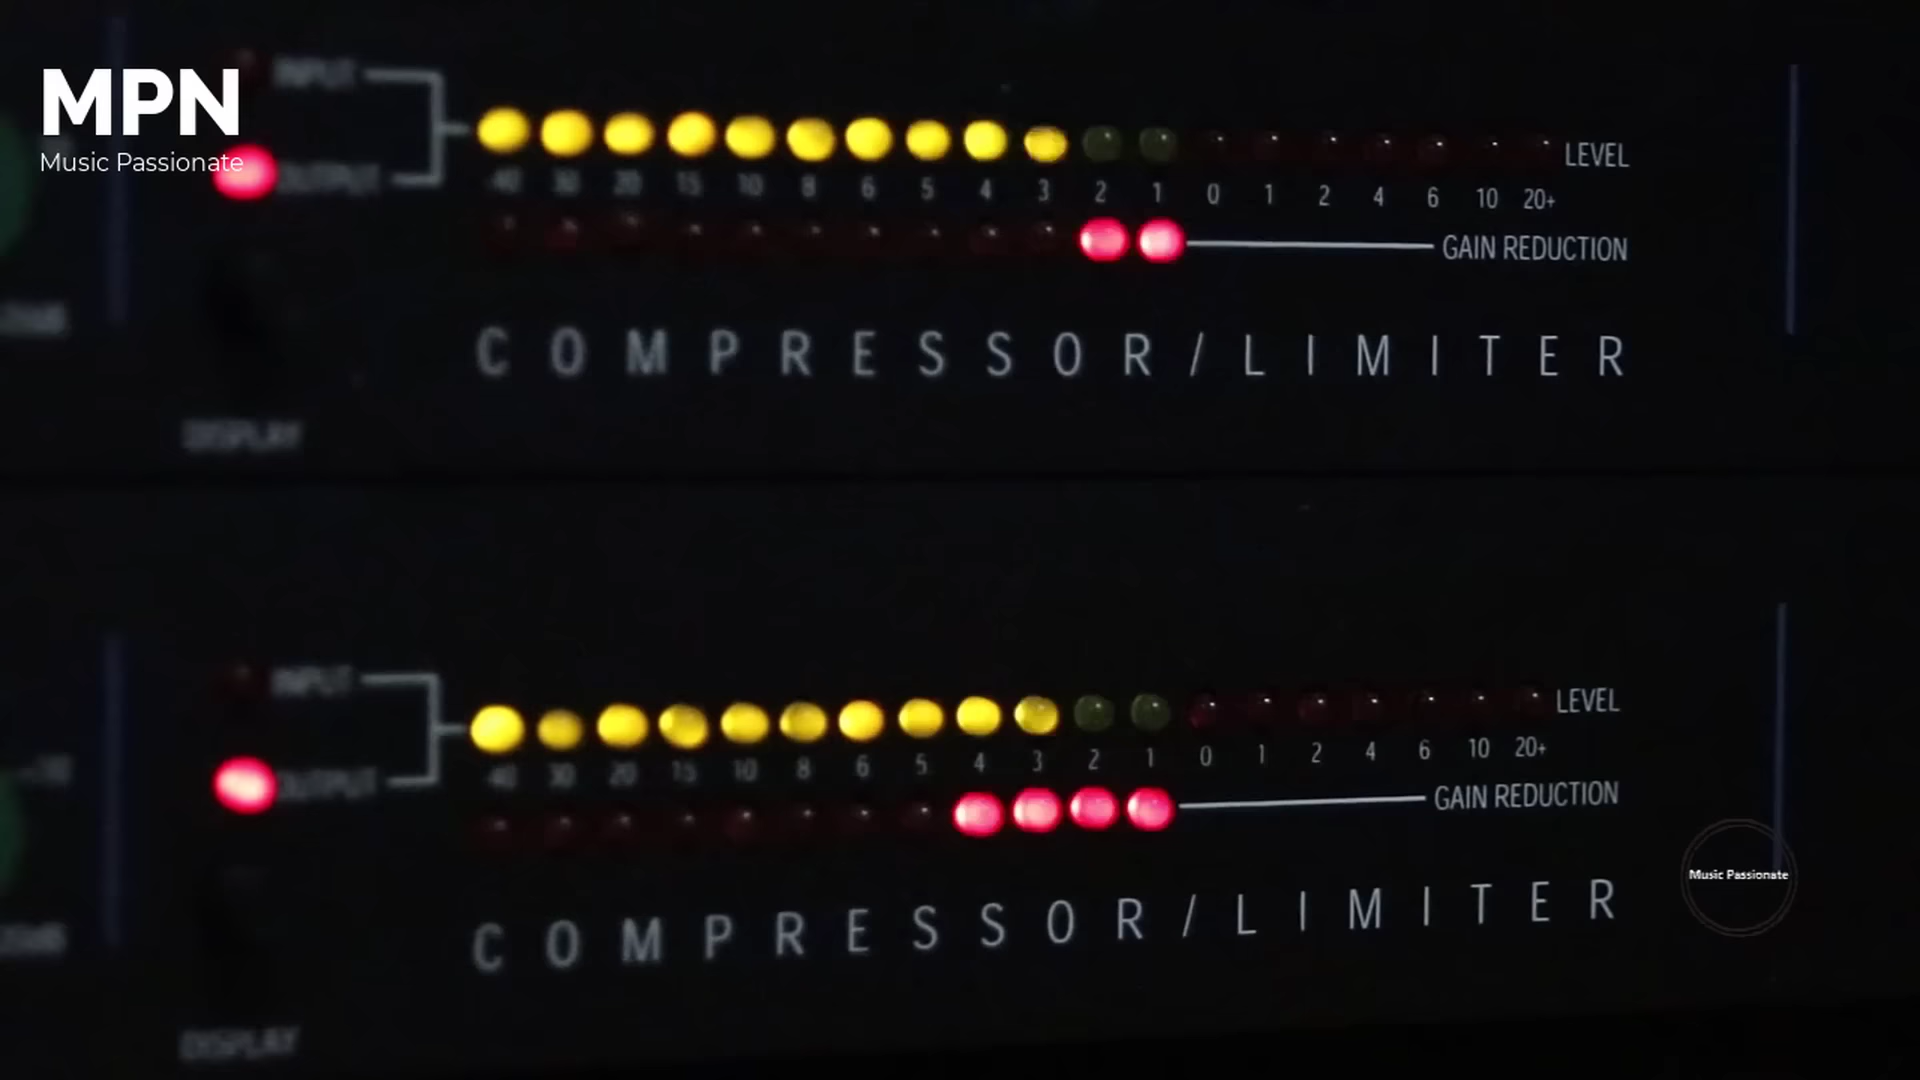 MPN
Music Passionate
INPUT
OUTPUT
LEVEL
40 30 20 15 10 8 6 5 4 3 2 1 0 1 2 4 6 10 20+
GAIN REDUCTION
COMPRESSOR/LIMITER
DISPLAY
INPUT
OUTPUT
LEVEL
40 30 20 15 10 8 6 5 4 3 2 1 0 1 2 4 6 10 20+
GAIN REDUCTION
Music Passionate
COMPRESSOR/LIMITER
DISPLAY